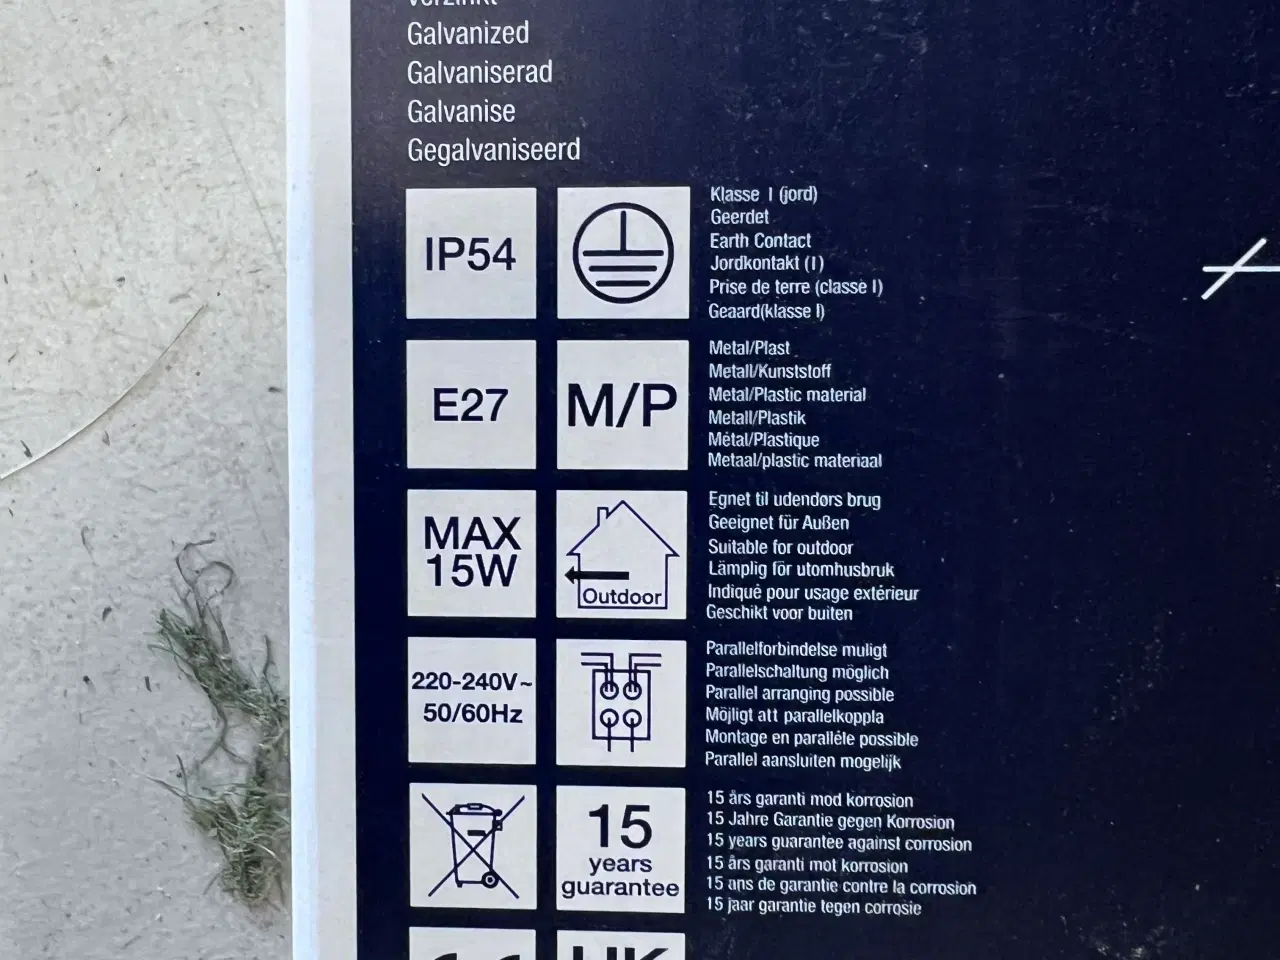 Verzinkt
Galvanized
Galvaniserad
Galvanise
Gegalvaniseerd
IP54
Klasse I (jord)
Geerdet
Earth Contact
Jordkontakt (I)
Prise de terre (classe I)
Geaard(klasse I)
E27
M/P
Metal/Plast
Metall/Kunststoff
Metal/Plastic material
Metall/Plastik
Métal/Plastique
Metaal/plastic materiaal
MAX
15W
Outdoor
Egnet til udendørs brug
Geeignet für Außen
Suitable for outdoor
Lämplig för utomhusbruk
Indiqué pour usage extérieur
Geschikt voor buiten
220-240V~
50/60Hz
Parallelforbindelse muligt
Parallelschaltung möglich
Parallel arranging possible
Möjligt att parallelkoppla
Montage en parallèle possible
Parallel aansluiten mogelijk
15
years
guarantee
15 års garanti mod korrosion
15 Jahre Garantie gegen Korrosion
15 years guarantee against corrosion
15 års garanti mot korrosion
15 ans de garantie contre la corrosion
15 jaar garantie tegen corrosie
UK